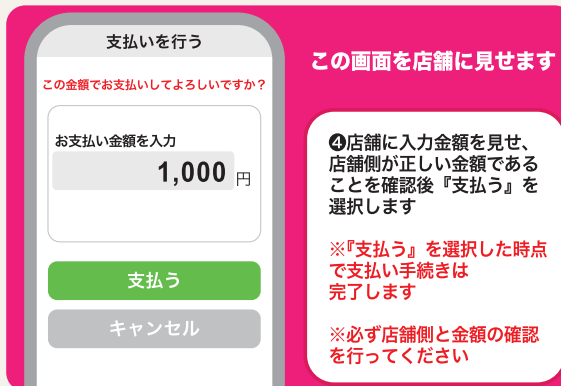 支払いを行う
この金額でお支払いしてよろしいですか？
お支払い金額を入力
1,000 円
支払う
キャンセル
この画面を店舗に見せます
❹店舗に入力金額を見せ、
店舗側が正しい金額である
ことを確認後『支払う』を
選択します
※『支払う』を選択した時点
で支払い手続きは
完了します
※必ず店舗側と金額の確認
を行ってください